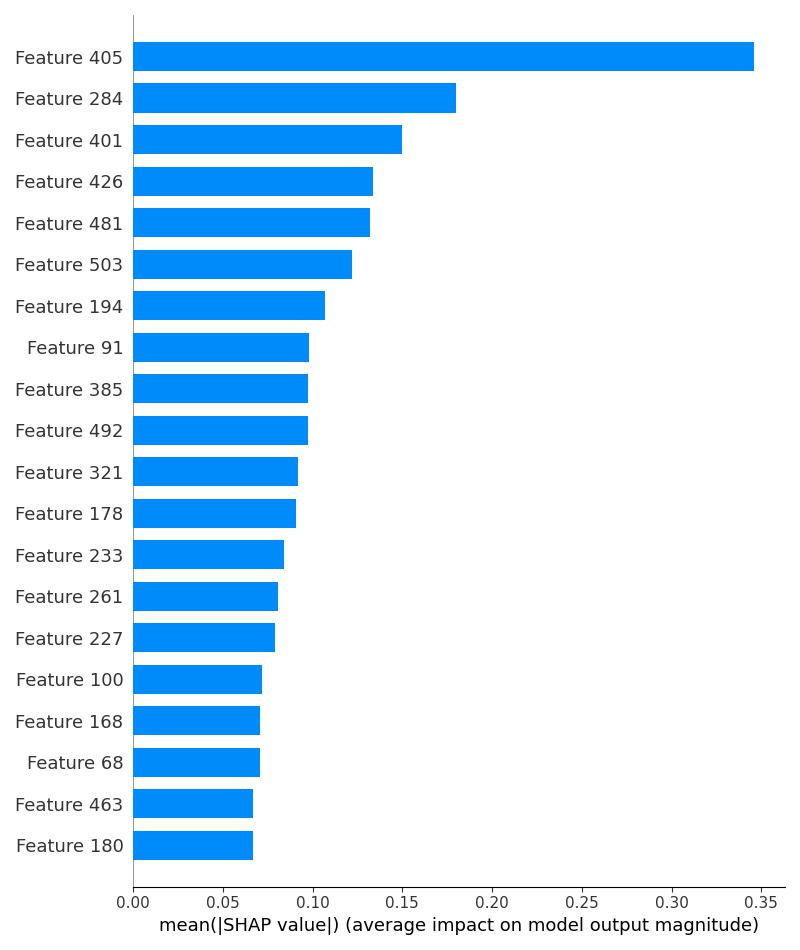 Feature 405
Feature 284
Feature 401
Feature 426
Feature 481
Feature 503
Feature 194
Feature 91
Feature 385
Feature 492
Feature 321
Feature 178
Feature 233
Feature 261
Feature 227
Feature 100
Feature 168
Feature 68
Feature 463
Feature 180
0.00 0.05 0.10 0.15 0.20 0.25 0.30 0.35
mean(|SHAP value|) (average impact on model output magnitude)